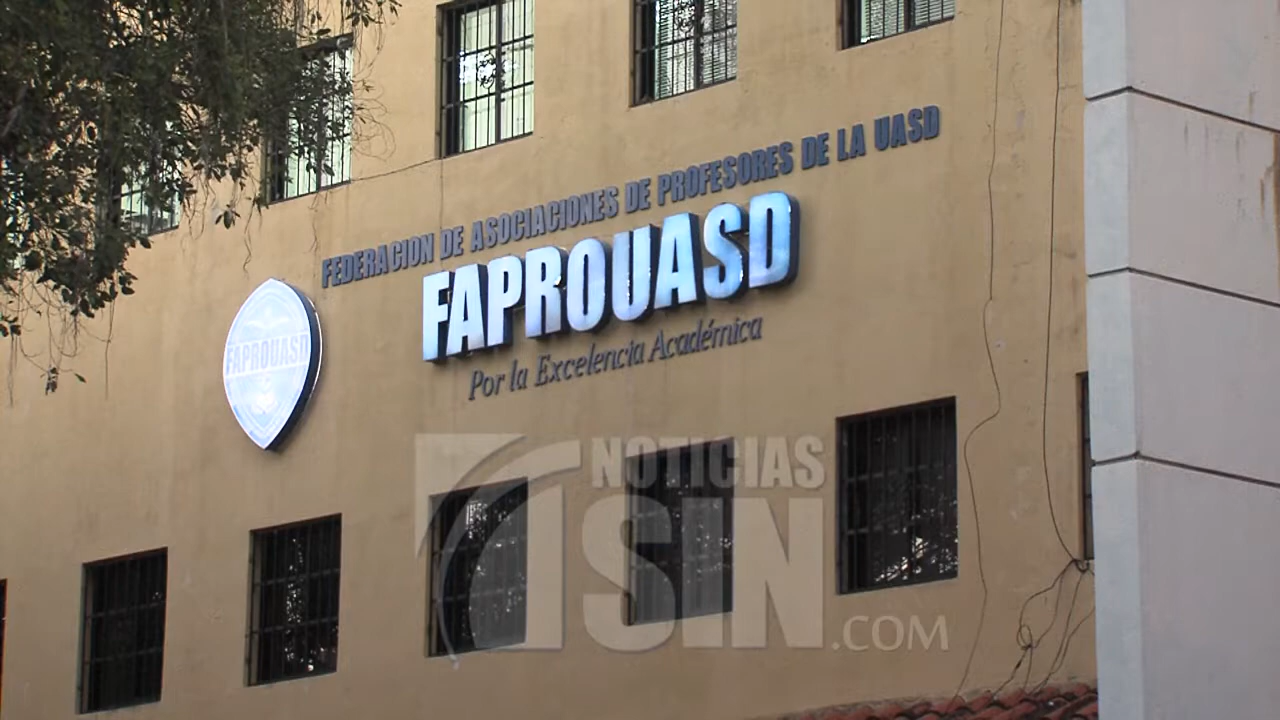 FEDERACION DE ASOCIACIONES DE PROFESORES DE LA UASD
FAPROUASD
Por la Excelencia Académica
FAPROUASD
NOTICIAS
SIN
.COM